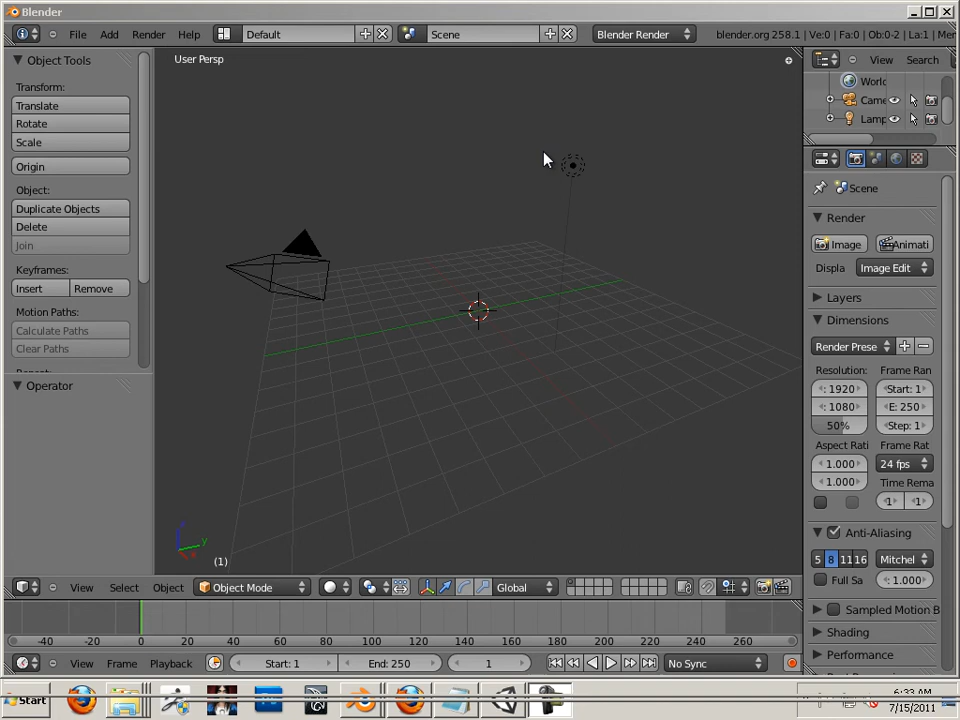 Blender
File Add Render Help Default Scene Blender Render blender.org 258.1 | Ve:0 | Fa:0 | Ob:0-2 | La:1 | Mer
Object Tools
Transform:
Translate
Rotate
Scale
Origin
Object:
Duplicate Objects
Delete
Join
Keyframes:
Insert Remove
Motion Paths:
Calculate Paths
Clear Paths
Operator
User Persp
y
(1)
View Search
World
Came
Lamp
Scene
Render
Image Animati
Displa Image Edit
Layers
Dimensions
Render Prese
Resolution: Frame Ran
: 1920 Start: 1
: 1080 E: 250
50% Step: 1
Aspect Rati Frame Rat
1.000 24 fps
1.000 Time Rema
1 1
Anti-Aliasing
5 8 11 16 Mitchel
Full Sa : 1.000
Sampled Motion B
Shading
Performance
View Select Object Object Mode Global
-40 -20 0 20 40 60 80 100 120 140 160 180 200 220 240 260
View Frame Playback Start: 1 End: 250 1 No Sync
Start
6:33 AM
7/15/2011